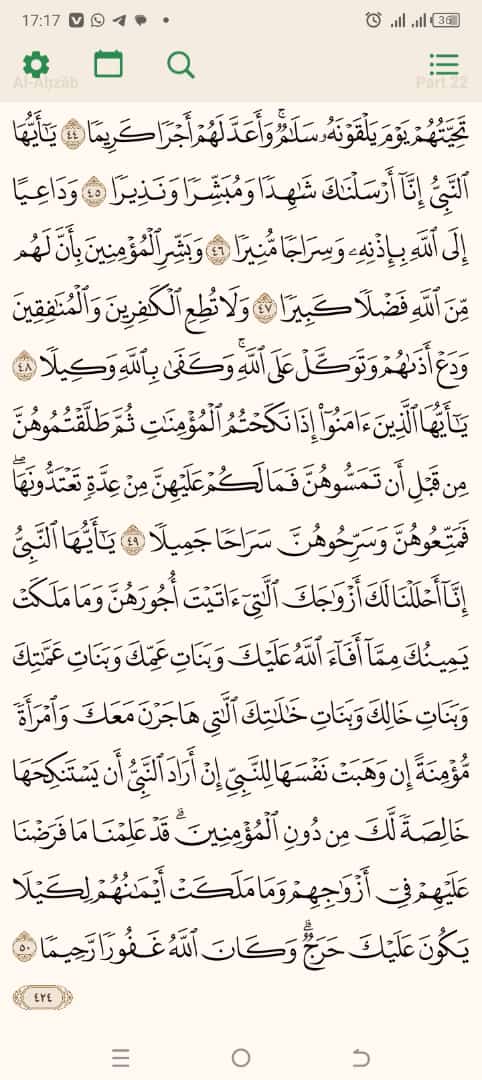 17:17 36
Al-Aḥzāb Part 22
تَحِيَّتُهُمْ يَوْمَ يَلْقَوْنَهُۥ سَلَٰمٌۚ وَأَعَدَّ لَهُمْ أَجْرًا كَرِيمًا ٤٤ يَٰٓأَيُّهَا
ٱلنَّبِيُّ إِنَّآ أَرْسَلْنَٰكَ شَٰهِدًا وَمُبَشِّرًا وَنَذِيرًا ٤٥ وَدَاعِيًا
إِلَى ٱللَّهِ بِإِذْنِهِۦ وَسِرَاجًا مُّنِيرًا ٤٦ وَبَشِّرِ ٱلْمُؤْمِنِينَ بِأَنَّ لَهُم
مِّنَ ٱللَّهِ فَضْلًا كَبِيرًا ٤٧ وَلَا تُطِعِ ٱلْكَٰفِرِينَ وَٱلْمُنَٰفِقِينَ
وَدَعْ أَذَىٰهُمْ وَتَوَكَّلْ عَلَى ٱللَّهِۚ وَكَفَىٰ بِٱللَّهِ وَكِيلًا ٤٨
يَٰٓأَيُّهَا ٱلَّذِينَ ءَامَنُوٓا۟ إِذَا نَكَحْتُمُ ٱلْمُؤْمِنَٰتِ ثُمَّ طَلَّقْتُمُوهُنَّ
مِن قَبْلِ أَن تَمَسُّوهُنَّ فَمَا لَكُمْ عَلَيْهِنَّ مِنْ عِدَّةٍ تَعْتَدُّونَهَاۖ
فَمَتِّعُوهُنَّ وَسَرِّحُوهُنَّ سَرَاحًا جَمِيلًا ٤٩ يَٰٓأَيُّهَا ٱلنَّبِيُّ
إِنَّآ أَحْلَلْنَا لَكَ أَزْوَٰجَكَ ٱلَّٰتِيٓ ءَاتَيْتَ أُجُورَهُنَّ وَمَا مَلَكَتْ
يَمِينُكَ مِمَّآ أَفَآءَ ٱللَّهُ عَلَيْكَ وَبَنَاتِ عَمِّكَ وَبَنَاتِ عَمَّٰتِكَ
وَبَنَاتِ خَالِكَ وَبَنَاتِ خَٰلَٰتِكَ ٱلَّٰتِي هَاجَرْنَ مَعَكَ وَٱمْرَأَةً
مُّؤْمِنَةً إِن وَهَبَتْ نَفْسَهَا لِلنَّبِيِّ إِنْ أَرَادَ ٱلنَّبِيُّ أَن يَسْتَنكِحَهَا
خَالِصَةً لَّكَ مِن دُونِ ٱلْمُؤْمِنِينَۗ قَدْ عَلِمْنَا مَا فَرَضْنَا
عَلَيْهِمْ فِيٓ أَزْوَٰجِهِمْ وَمَا مَلَكَتْ أَيْمَٰنُهُمْ لِكَيْلَا
يَكُونَ عَلَيْكَ حَرَجٌۗ وَكَانَ ٱللَّهُ غَفُورًا رَّحِيمًا ٥٠
٤٢٤